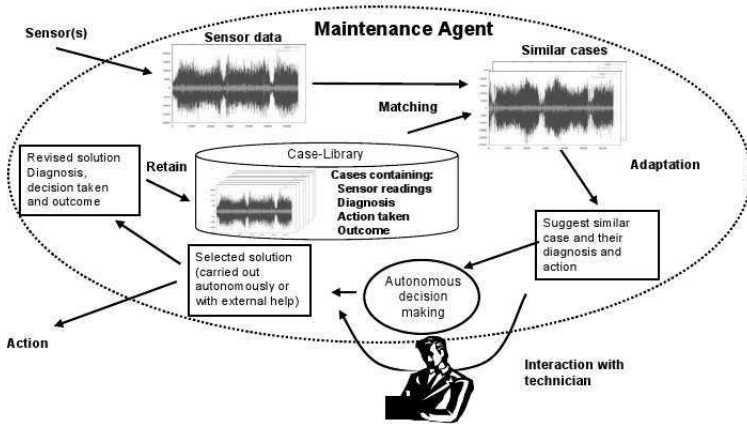 Maintenance Agent
Sensor(s)
Sensor data
Similar cases
Matching
Revised solution
Diagnosis,
decision taken
and outcome
Retain
Case-Library
Cases containing:
Sensor readings
Diagnosis
Action taken
Outcome
Adaptation
Suggest similar
case and their
diagnosis and
action
Selected solution
(carried out
autonomously or
with external help)
Autonomous
decision
making
Action
Interaction with
technician